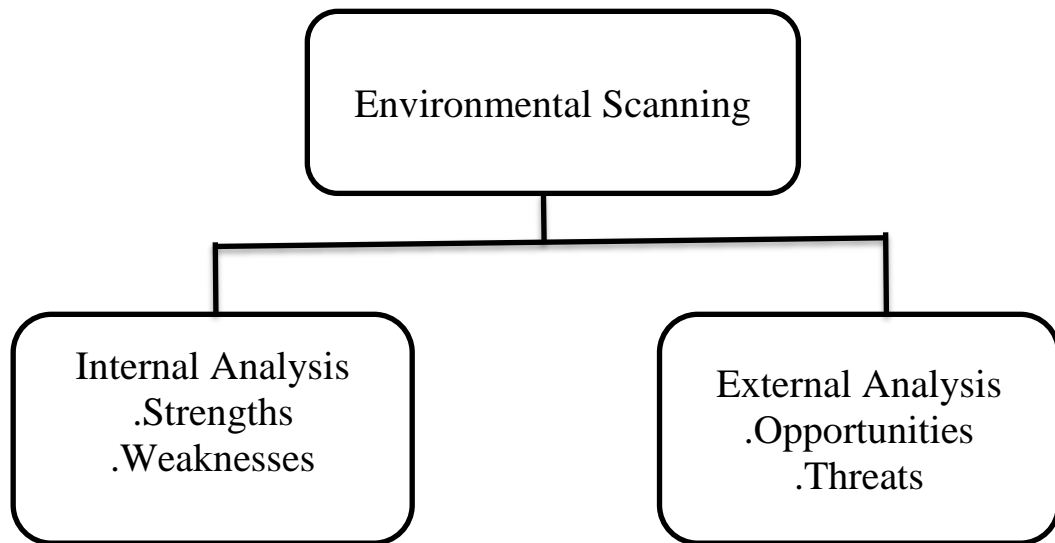 Environmental Scanning
Internal Analysis
.Strengths
.Weaknesses
External Analysis
.Opportunities
.Threats